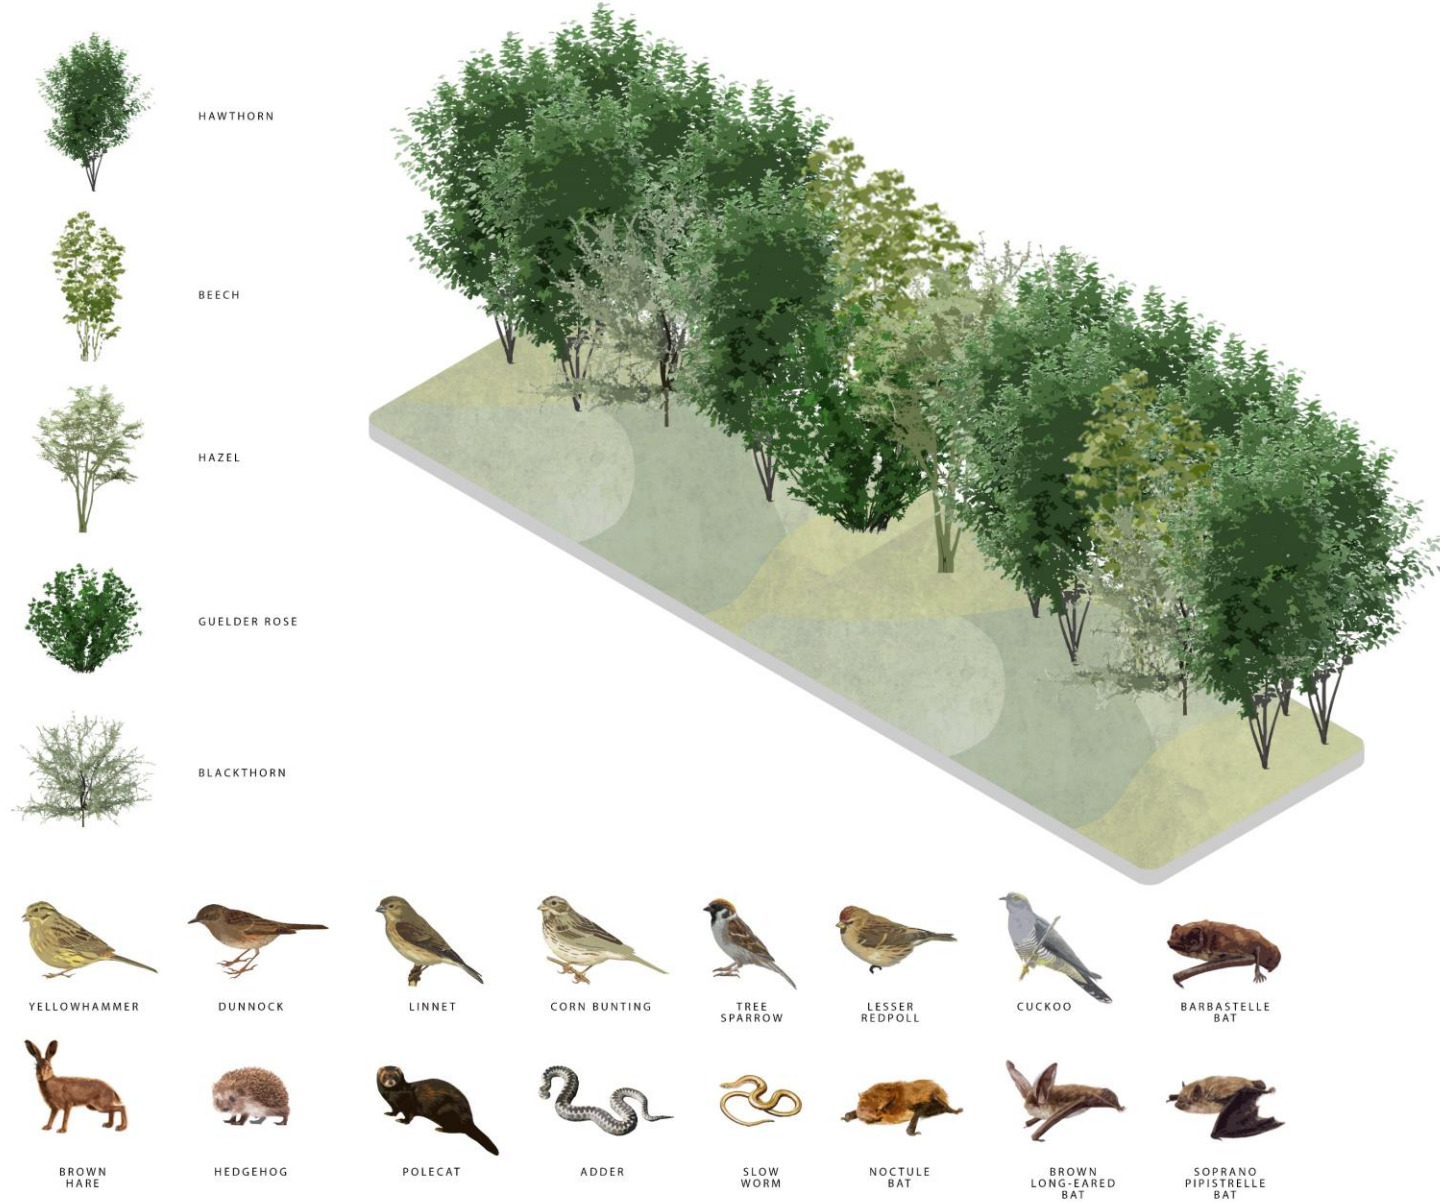 HAWTHORN
BEECH
HAZEL
GUELDER ROSE
BLACKTHORN
YELLOWHAMMER
DUNNOCK
LINNET
CORN BUNTING
TREE
SPARROW
LESSER
REDPOLL
CUCKOO
BARBASTELLE
BAT
BROWN
HARE
HEDGEHOG
POLECAT
ADDER
SLOW
WORM
NOCTULE
BAT
BROWN
LONG-EARED
BAT
SOPRANO
PIPISTRELLE
BAT